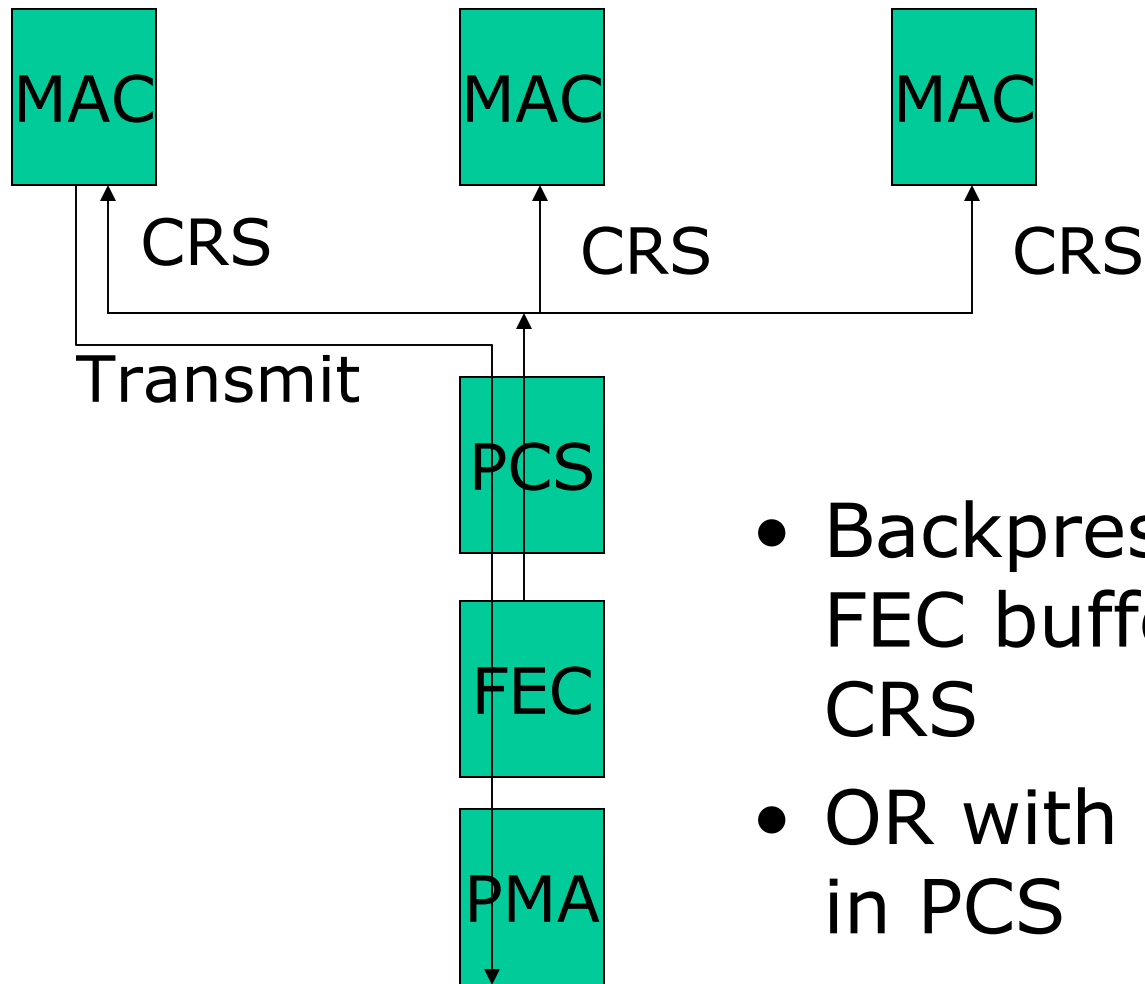 MAC MAC MAC
CRS CRS CRS
Transmit
PCS
FEC
PMA
• Backpres
FEC buff
CRS
• OR with
in PCS